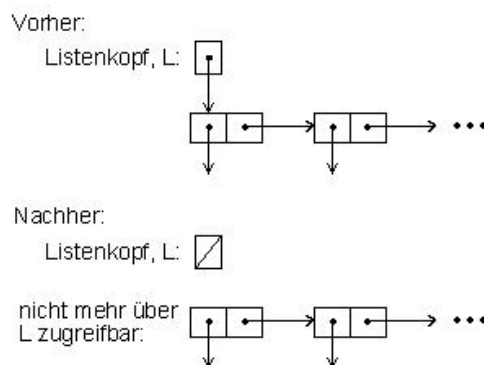 Vorher:
Listenkopf, L:
Nachher:
Listenkopf, L:
nicht mehr über
L zugreifbar: